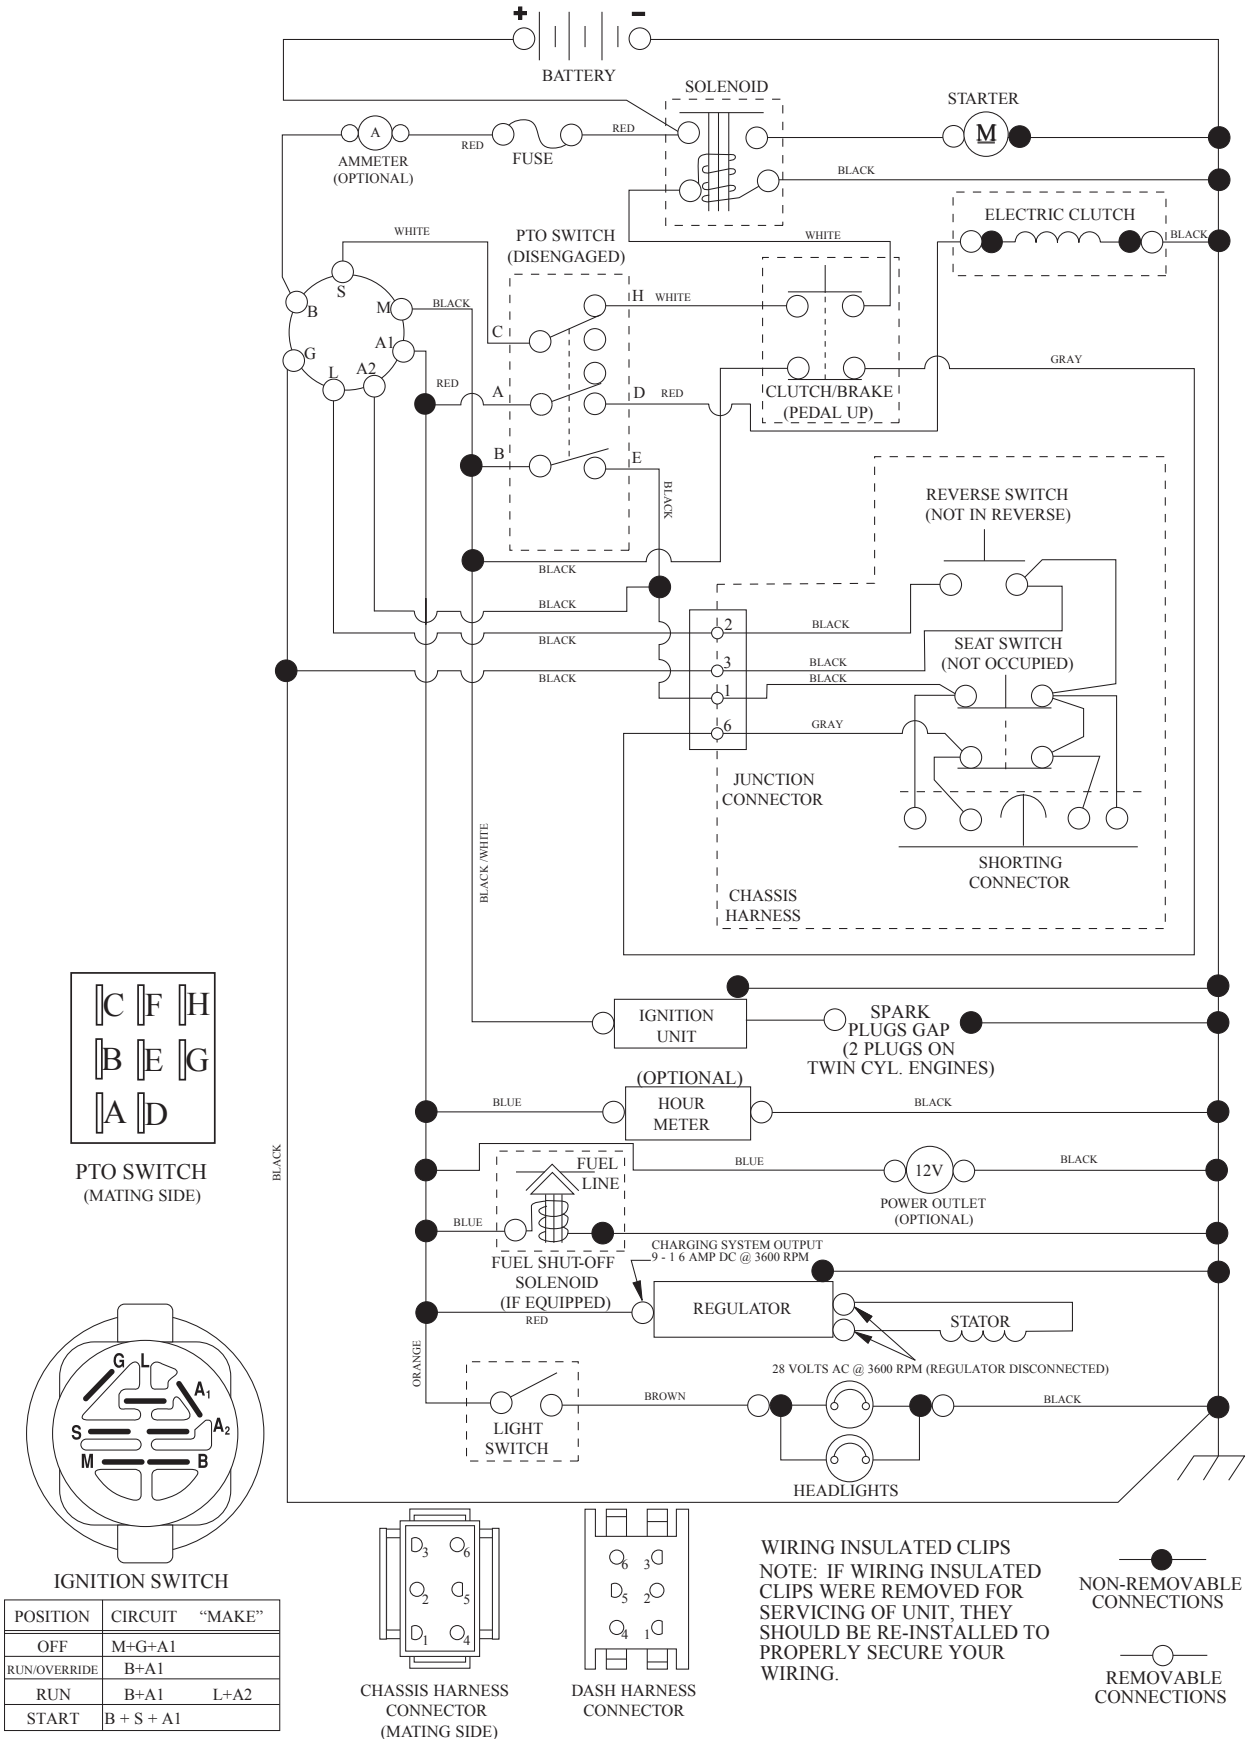 + −
BATTERY
SOLENOID
STARTER
M
A
RED
FUSE
RED
AMMETER
(OPTIONAL)
BLACK
ELECTRIC CLUTCH
BLACK
WHITE
PTO SWITCH
(DISENGAGED)
WHITE
S
B
M
BLACK
H
WHITE
C
G
A1
L
A2
RED
A
D
RED
GRAY
CLUTCH/BRAKE
(PEDAL UP)
B
E
BLACK
REVERSE SWITCH
(NOT IN REVERSE)
BLACK
BLACK
BLACK
2
BLACK
SEAT SWITCH
(NOT OCCUPIED)
3
BLACK
BLACK
BLACK
1
6
GRAY
JUNCTION
CONNECTOR
BLACK /WHITE
SHORTING
CONNECTOR
CHASSIS
HARNESS
C F H
B E G
A D
PTO SWITCH
(MATING SIDE)
IGNITION
UNIT
SPARK
PLUGS GAP
(2 PLUGS ON
TWIN CYL. ENGINES)
(OPTIONAL)
BLUE
HOUR
METER
BLACK
BLACK
FUEL
LINE
BLUE
12V
BLACK
POWER OUTLET
(OPTIONAL)
BLUE
FUEL SHUT-OFF
SOLENOID
(IF EQUIPPED)
CHARGING SYSTEM OUTPUT
9 - 1 6 AMP DC @ 3600 RPM
RED
REGULATOR
STATOR
ORANGE
28 VOLTS AC @ 3600 RPM (REGULATOR DISCONNECTED)
BROWN
BLACK
LIGHT
SWITCH
HEADLIGHTS
G L
A1
S
A2
M
B
IGNITION SWITCH
POSITION CIRCUIT “MAKE”
OFF M+G+A1
RUN/OVERRIDE B+A1
RUN B+A1 L+A2
START B + S + A1
3 6
2 5
1 4
CHASSIS HARNESS
CONNECTOR
(MATING SIDE)
6 3
5 2
4 1
DASH HARNESS
CONNECTOR
WIRING INSULATED CLIPS
NOTE: IF WIRING INSULATED
CLIPS WERE REMOVED FOR
SERVICING OF UNIT, THEY
SHOULD BE RE-INSTALLED TO
PROPERLY SECURE YOUR
WIRING.
NON-REMOVABLE
CONNECTIONS
REMOVABLE
CONNECTIONS